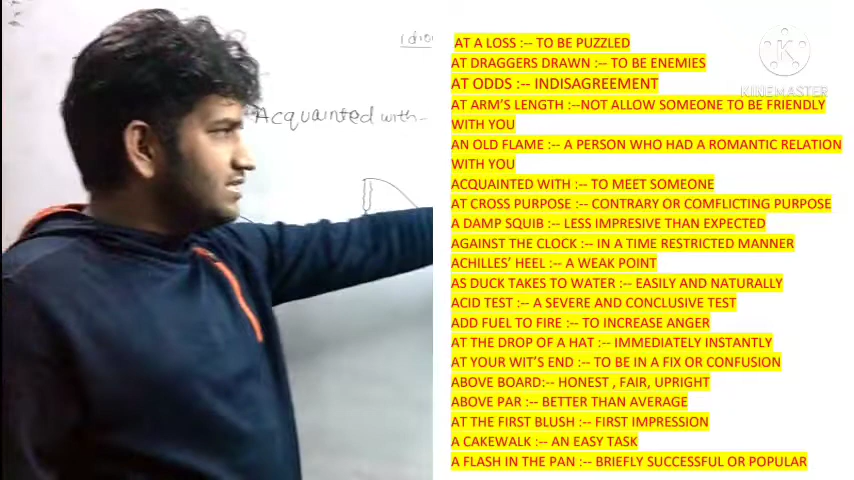 Idiom
Acquainted with-
AT A LOSS :-- TO BE PUZZLED
AT DRAGGERS DRAWN :-- TO BE ENEMIES
AT ODDS :-- INDISAGREEMENT
AT ARM'S LENGTH :--NOT ALLOW SOMEONE TO BE FRIENDLY
WITH YOU
AN OLD FLAME :-- A PERSON WHO HAD A ROMANTIC RELATION
WITH YOU
ACQUAINTED WITH :-- TO MEET SOMEONE
AT CROSS PURPOSE :-- CONTRARY OR COMFLICTING PURPOSE
A DAMP SQUIB :-- LESS IMPRESIVE THAN EXPECTED
AGAINST THE CLOCK :-- IN A TIME RESTRICTED MANNER
ACHILLES' HEEL :-- A WEAK POINT
AS DUCK TAKES TO WATER :-- EASILY AND NATURALLY
ACID TEST :-- A SEVERE AND CONCLUSIVE TEST
ADD FUEL TO FIRE :-- TO INCREASE ANGER
AT THE DROP OF A HAT :-- IMMEDIATELY INSTANTLY
AT YOUR WIT'S END :-- TO BE IN A FIX OR CONFUSION
ABOVE BOARD:-- HONEST , FAIR, UPRIGHT
ABOVE PAR :-- BETTER THAN AVERAGE
AT THE FIRST BLUSH :-- FIRST IMPRESSION
A CAKEWALK :-- AN EASY TASK
A FLASH IN THE PAN :-- BRIEFLY SUCCESSFUL OR POPULAR
KINEMASTER